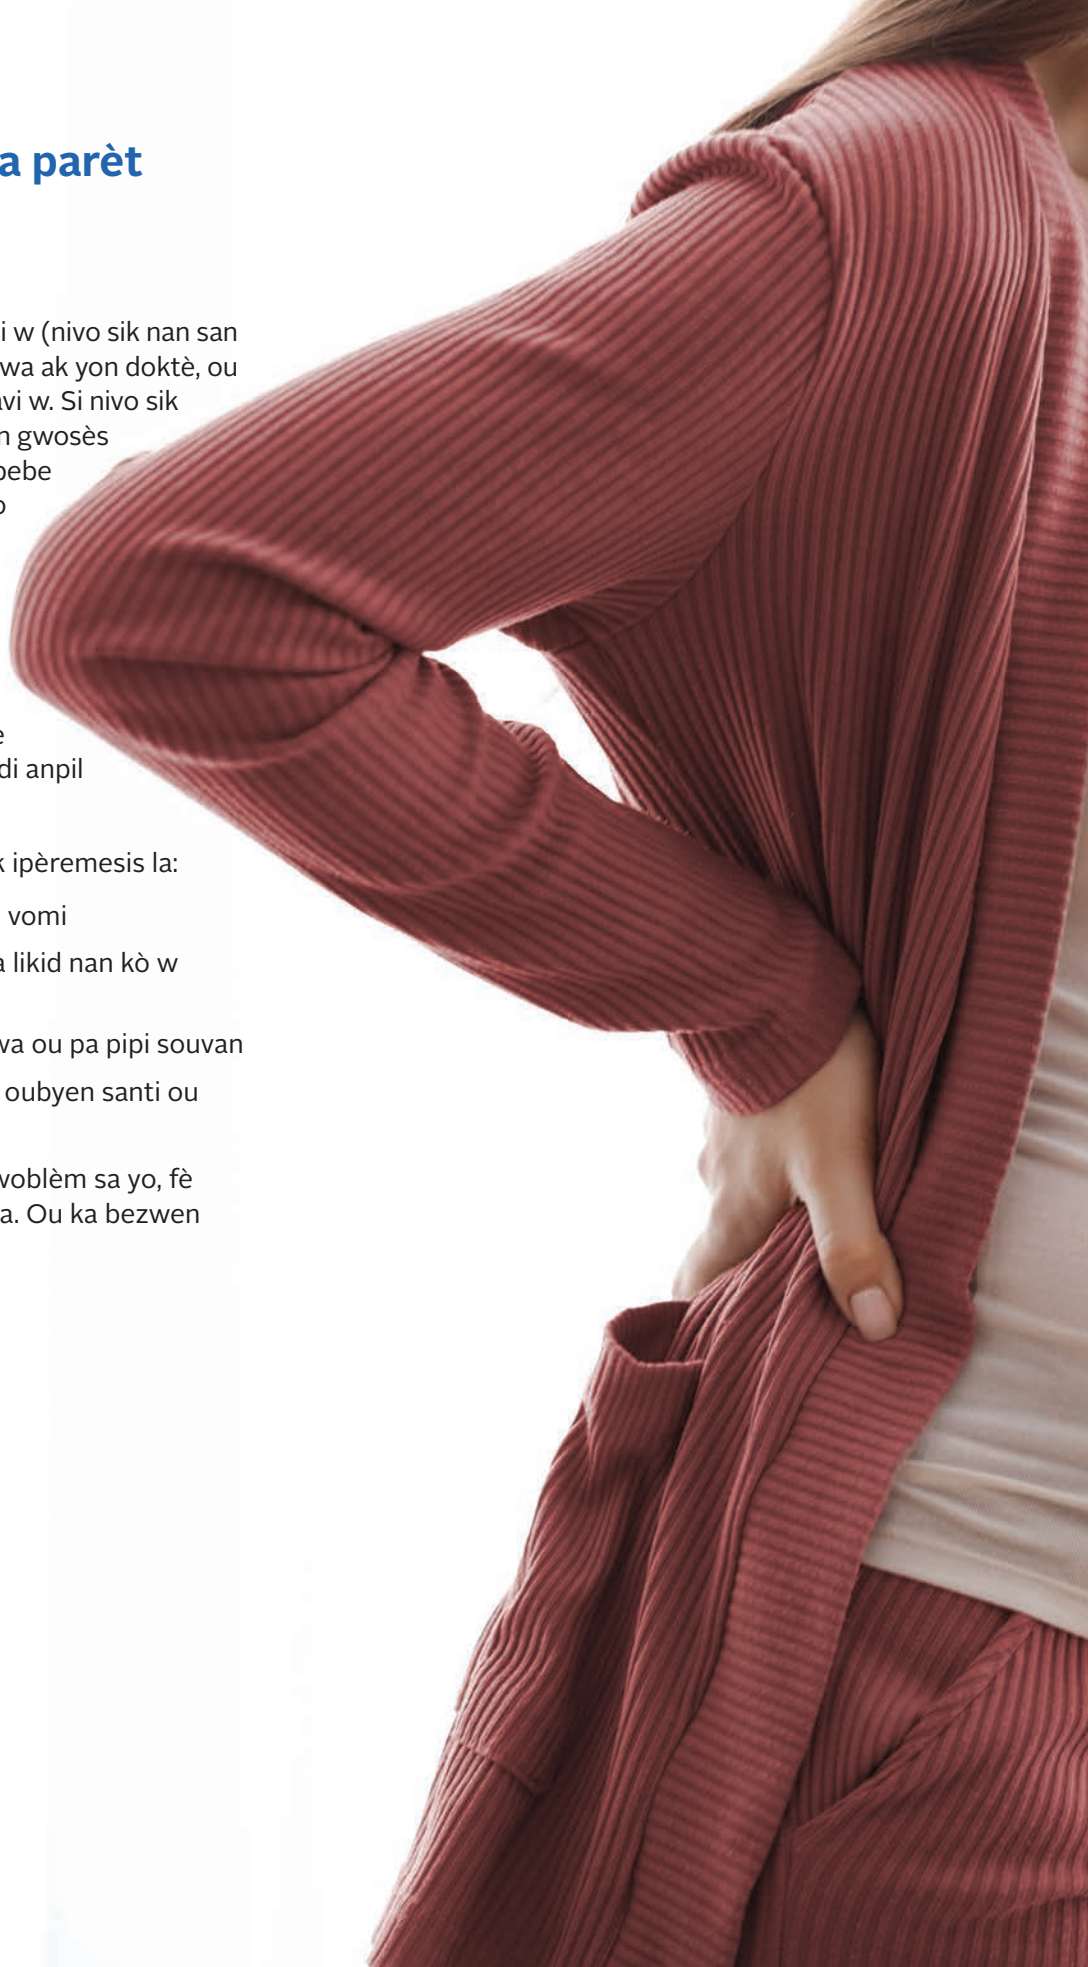 a parèt
i w (nivo sik nan san
wa ak yon doktè, ou
vi w. Si nivo sik
n gwosès
bebe
di anpil
ipèremesis la:
vomi
a likid nan kò w
va ou pa pipi souvan
oubyen santi ou
woblèm sa yo, fè
a. Ou ka bezwen